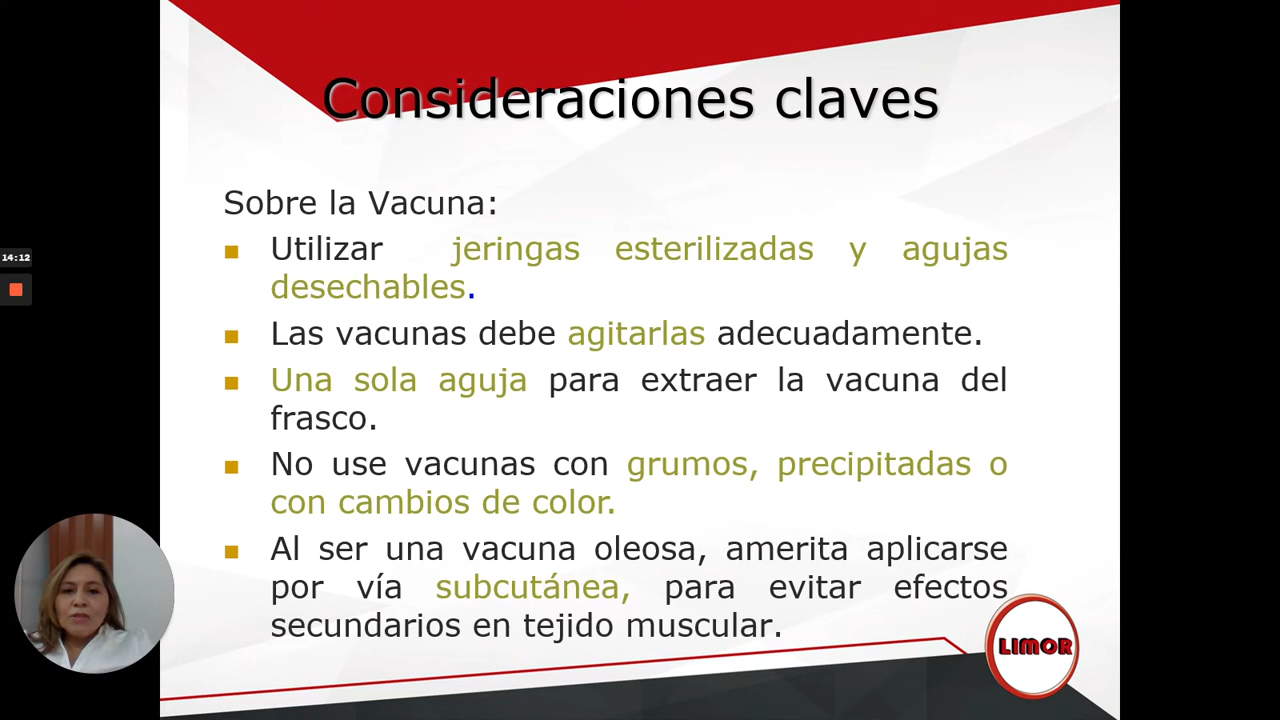 Consideraciones claves
Sobre la Vacuna:
Utilizar jeringas esterilizadas y agujas
desechables.
14:12
Las vacunas debe agitarlas adecuadamente.
Una sola aguja para extraer la vacuna del
frasco.
No use vacunas con grumos, precipitadas o
con cambios de color.
Al ser una vacuna oleosa, amerita aplicarse
por vía subcutánea, para evitar efectos
secundarios en tejido muscular.
LIMOR